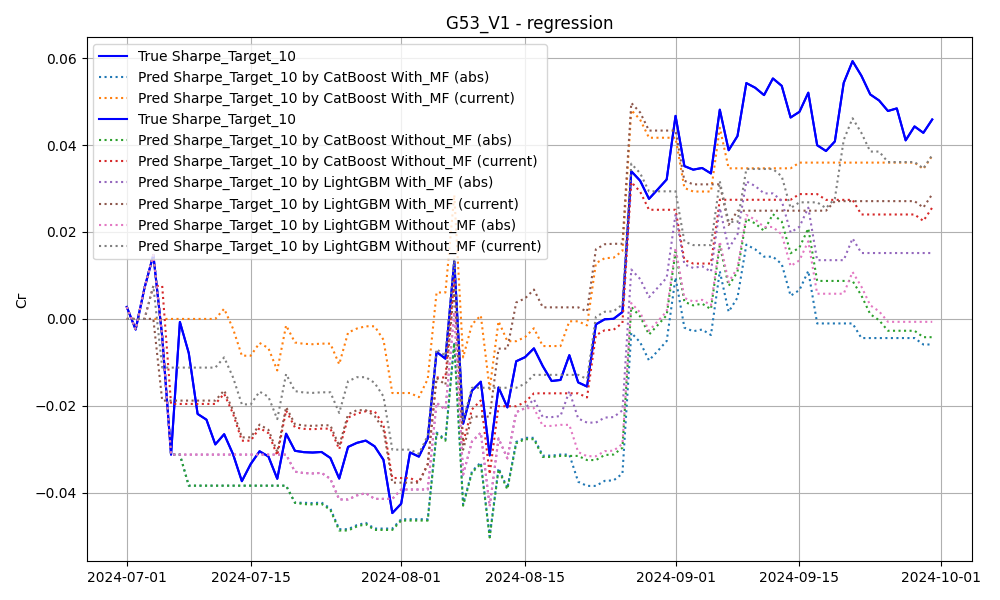 G53_V1 - regression
0.06
0.04
0.02
0.00
−0.02
−0.04
Cr
True Sharpe_Target_10
Pred Sharpe_Target_10 by CatBoost With_MF (abs)
Pred Sharpe_Target_10 by CatBoost With_MF (current)
True Sharpe_Target_10
Pred Sharpe_Target_10 by CatBoost Without_MF (abs)
Pred Sharpe_Target_10 by CatBoost Without_MF (current)
Pred Sharpe_Target_10 by LightGBM With_MF (abs)
Pred Sharpe_Target_10 by LightGBM With_MF (current)
Pred Sharpe_Target_10 by LightGBM Without_MF (abs)
Pred Sharpe_Target_10 by LightGBM Without_MF (current)
2024-07-01 2024-07-15 2024-08-01 2024-08-15 2024-09-01 2024-09-15 2024-10-01